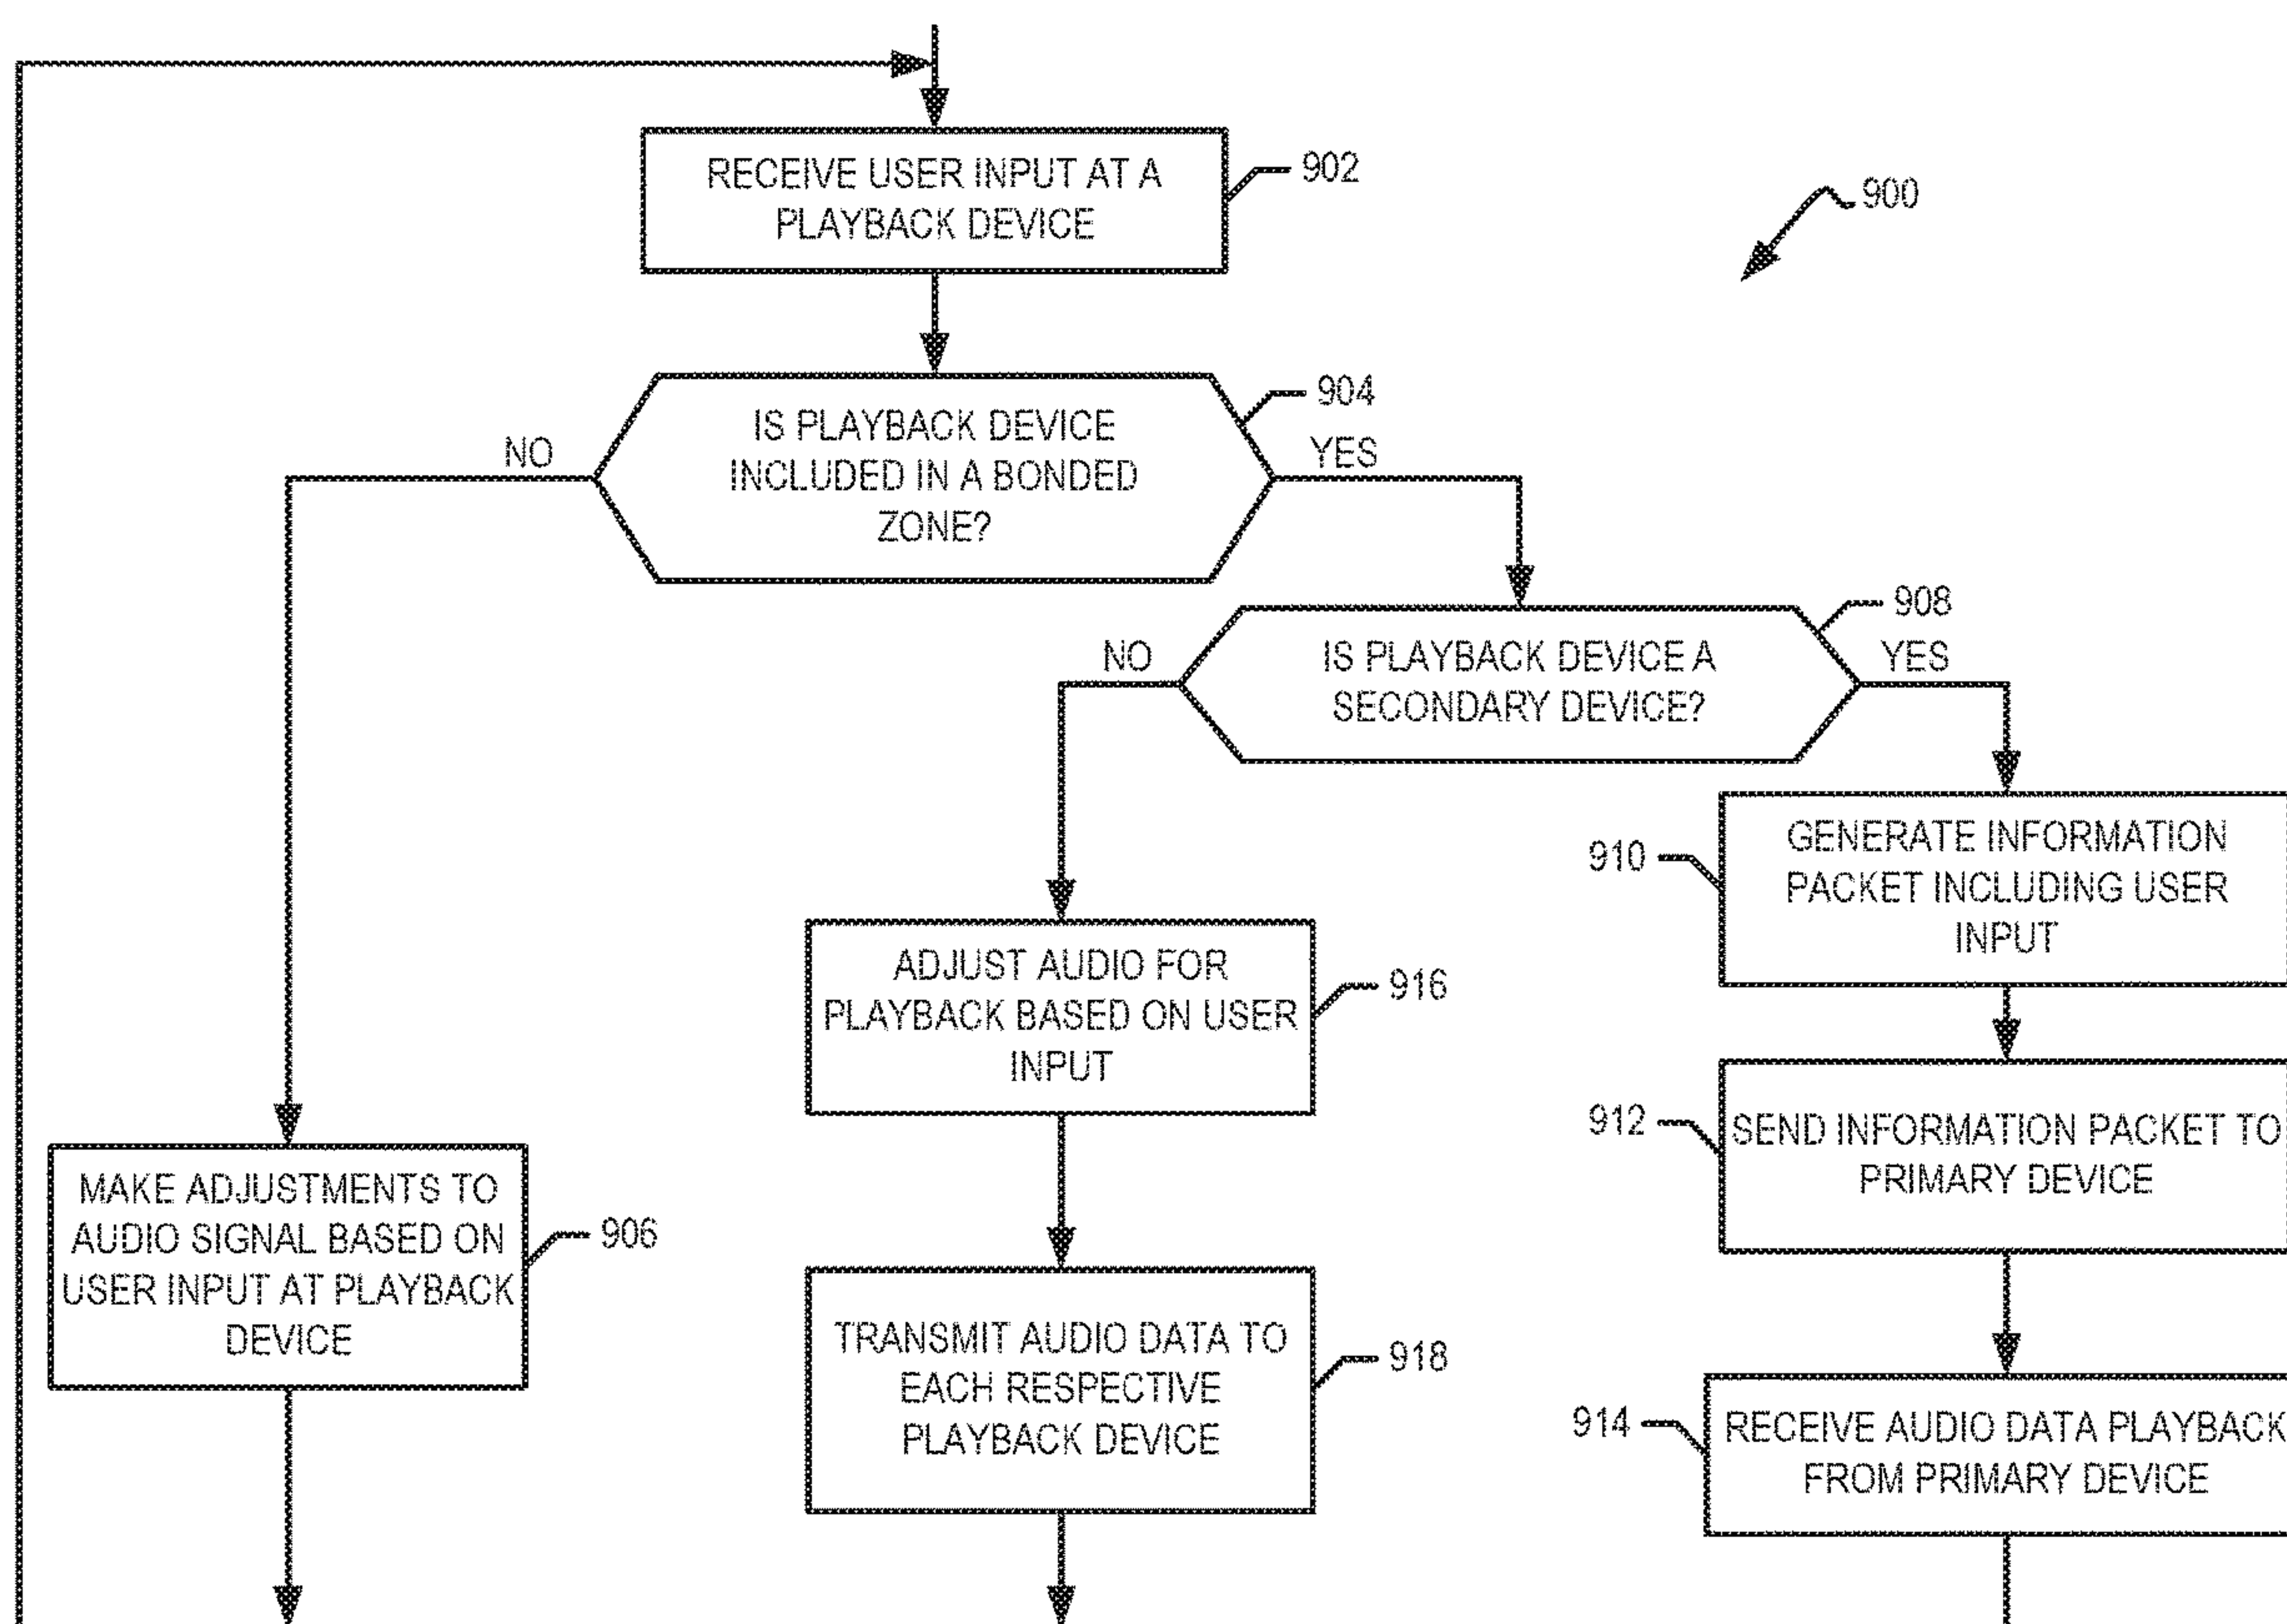 RECEIVE USER INPUT AT A
PLAYBACK DEVICE
902
900
IS PLAYBACK DEVICE
INCLUDED IN A BONDED
ZONE?
904
NO
YES
IS PLAYBACK DEVICE A
SECONDARY DEVICE?
908
NO
YES
GENERATE INFORMATION
PACKET INCLUDING USER
INPUT
910
ADJUST AUDIO FOR
PLAYBACK BASED ON USER
INPUT
916
SEND INFORMATION PACKET TO
PRIMARY DEVICE
912
MAKE ADJUSTMENTS TO
AUDIO SIGNAL BASED ON
USER INPUT AT PLAYBACK
DEVICE
906
TRANSMIT AUDIO DATA TO
EACH RESPECTIVE
PLAYBACK DEVICE
918
RECEIVE AUDIO DATA PLAYBACK
FROM PRIMARY DEVICE
914